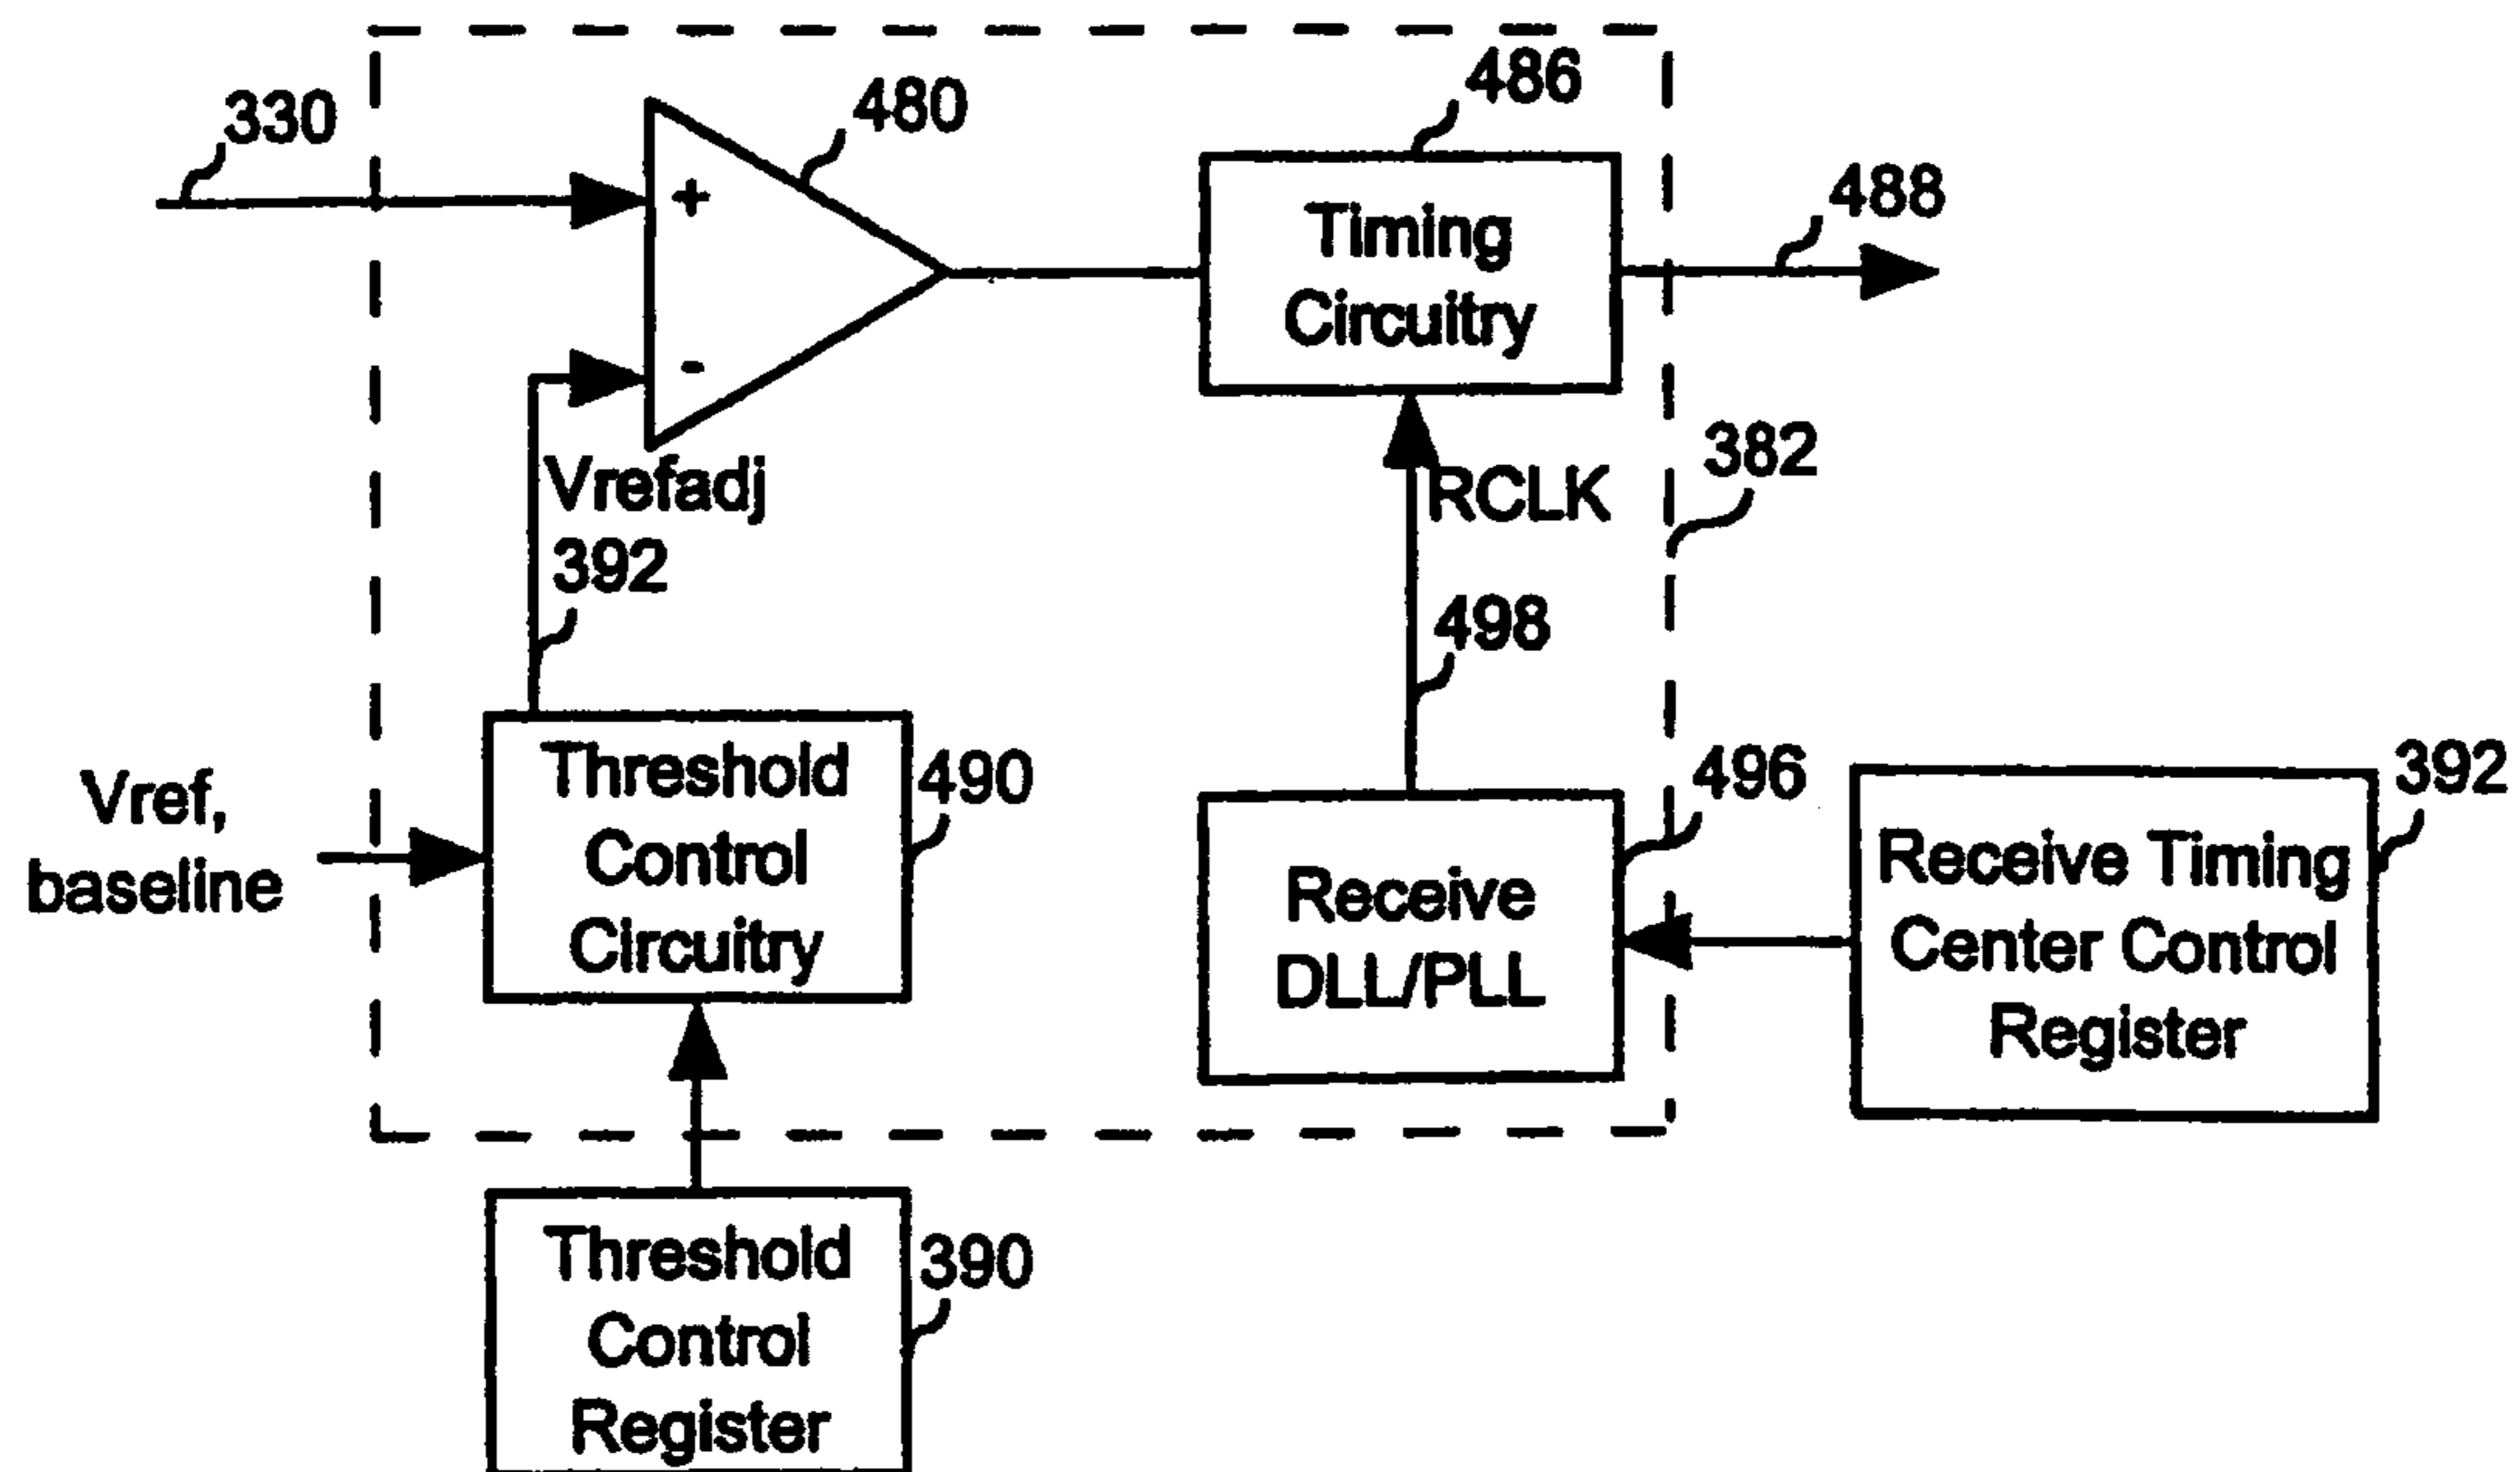 486
480
330
+
488
Timing
Circuitry
-
382
Vrefadj
RCLK
392
498
Threshold
Control
Circuitry
490
496
392
Vref,
baseline
Receive
DLL/PLL
Receive Timing
Center Control
Register
Threshold
Control
Register
390